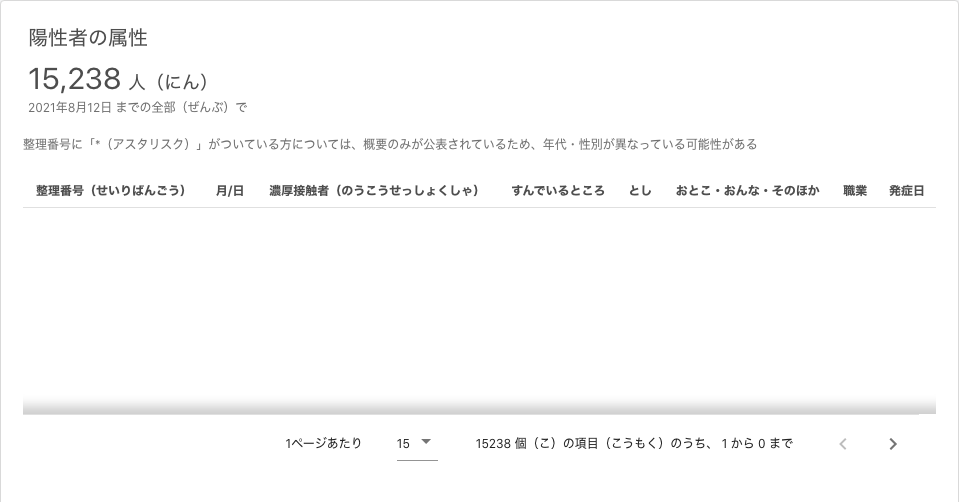 陽性者の属性
15,238 人（にん）
2021年8月12日 までの全部（ぜんぶ）で
整理番号に「*（アスタリスク）」がついている方については、概要のみが公表されているため、年代・性別が異なっている可能性がある
整理番号（せいりばんごう） 月/日 濃厚接触者（のうこうせっしょくしゃ） すんでいるところ とし おとこ・おんな・そのほか 職業 発症日
1ページあたり 15 15238 個（こ）の項目（こうもく）のうち、 1 から 0 まで